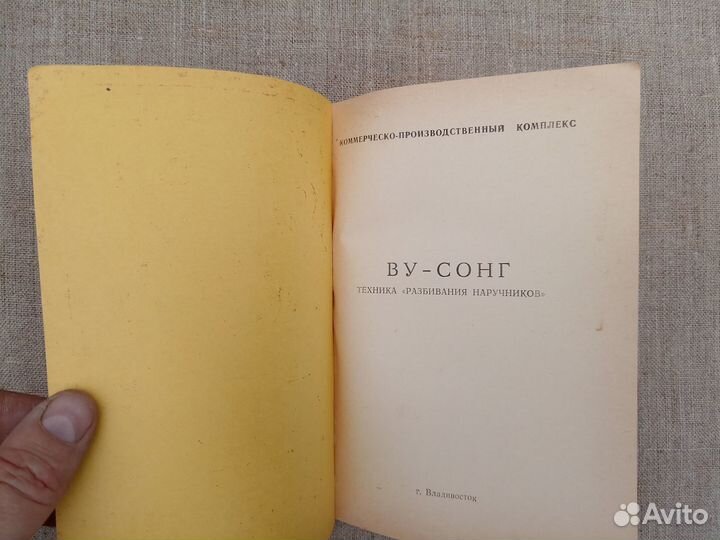 КОММЕРЧЕСКО-ПРОИЗВОДСТВЕННЫЙ КОМПЛЕКС
ВУ-СОНГ
ТЕХНИКА «РАЗБИВАНИЯ НАРУЧНИКОВ»
г. Владивосток
Avito